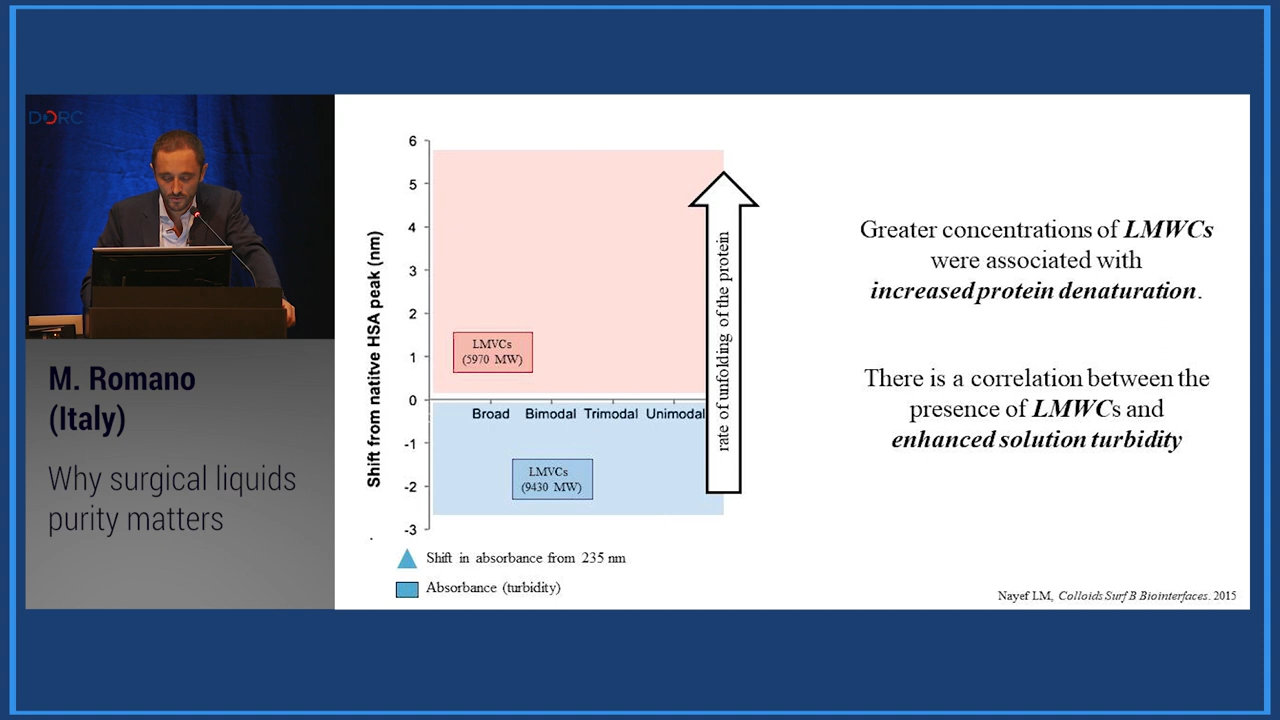 DORC
M. Romano
(Italy)
Why surgical liquids
purity matters
Shift from natitve HSA peak (nm)
6
5
4
3
2
1
0
-1
-2
-3
LMVCs
(5970 MW)
Broad Bimodal Trimodal Unimodal
LMVCs
(9430 MW)
rate of unfolding of the protein
Shift in absorbance from 235 nm
Absorbance (turbidity)
Greater concentrations of LMWCs
were associated with
increased protein denaturation.
There is a correlation between the
presence of LMWCs and
enhanced solution turbidity
Nayef LM, Colloids Surf B Biointerfaces. 2015